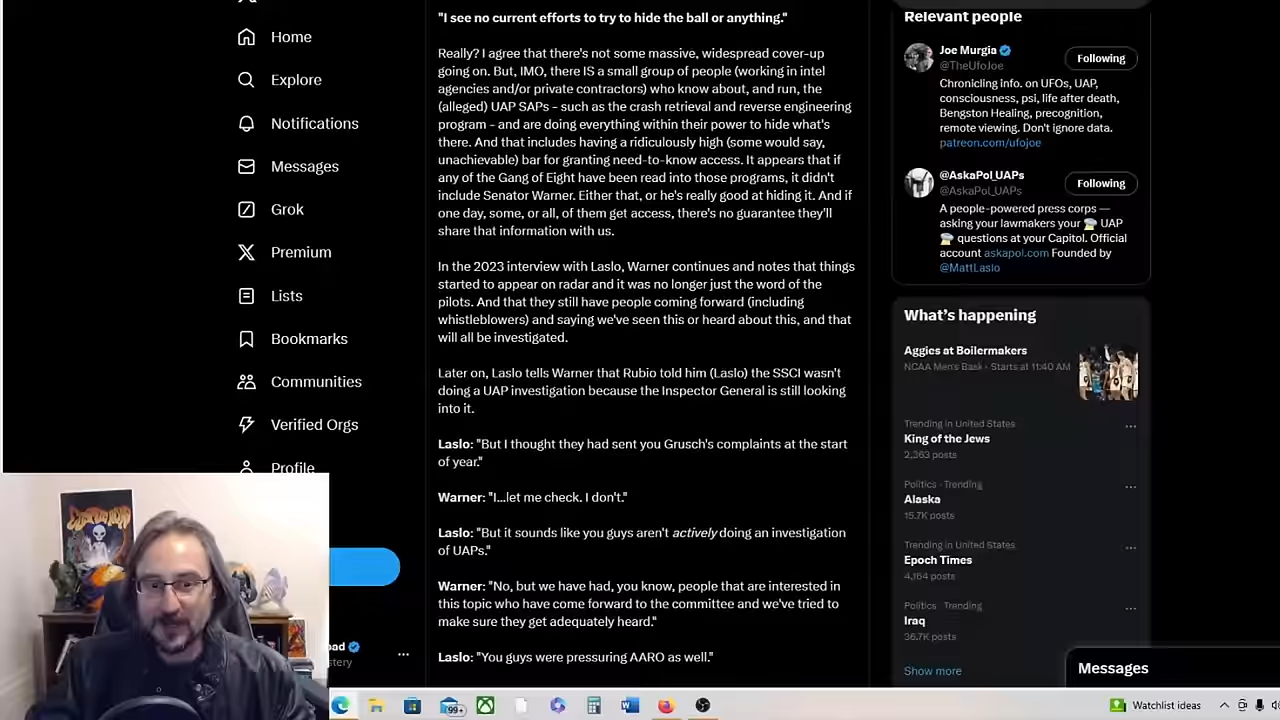 Home
Explore
Notifications
Messages
Grok
Premium
Lists
Bookmarks
Communities
Verified Orgs
Profile
"I see no current efforts to try to hide the ball or anything."
Really? I agree that there's not some massive, widespread cover-up
going on. But, IMO, there IS a small group of people (working in intel
agencies and/or private contractors) who know about, and run, the
(alleged) UAP SAPs - such as the crash retrieval and reverse engineering
program - and are doing everything within their power to hide what's
there. And that includes having a ridiculously high (some would say,
unachievable) bar for granting need-to-know access. It appears that if
any of the Gang of Eight have been read into those programs, it didn't
include Senator Warner. Either that, or he's really good at hiding it. And if
one day, some, or all, of them get access, there's no guarantee they'll
share that information with us.
In the 2023 interview with Laslo, Warner continues and notes that things
started to appear on radar and it was no longer just the word of the
pilots. And that they still have people coming forward (including
whistleblowers) and saying we've seen this or heard about this, and that
will all be investigated.
Later on, Laslo tells Warner that Rubio told him (Laslo) the SSCI wasn't
doing a UAP investigation because the Inspector General is still looking
into it.
Laslo: "But I thought they had sent you Grusch's complaints at the start
of year."
Warner: "I...let me check. I don't."
Laslo: "But it sounds like you guys aren't actively doing an investigation
of UAPs."
Warner: "No, but we have had, you know, people that are interested in
this topic who have come forward to the committee and we've tried to
make sure they get adequately heard."
Laslo: "You guys were pressuring AARO as well."
Relevant people
Joe Murgia
@TheUfoJoe
Following
Chronicling info. on UFOs, UAP,
consciousness, psi, life after death,
Bengston Healing, precognition,
remote viewing. Don't ignore data.
patreon.com/ufojoe
@AskaPol_UAPs
@AskaPol_UAPs
Following
A people-powered press corps —
asking your lawmakers your 🛸 UAP
🛸 questions at your Capitol. Official
account askapol.com Founded by
@MattLaslo
What's happening
Aggies at Boilermakers
NCAA Men's Bask · Starts at 11:40 AM
Trending in United States
King of the Jews
2,363 posts
Politics · Trending
Alaska
15.7K posts
Trending in United States
Epoch Times
4,164 posts
Politics · Trending
Iraq
36.7K posts
Show more
Messages
99+
Watchlist ideas